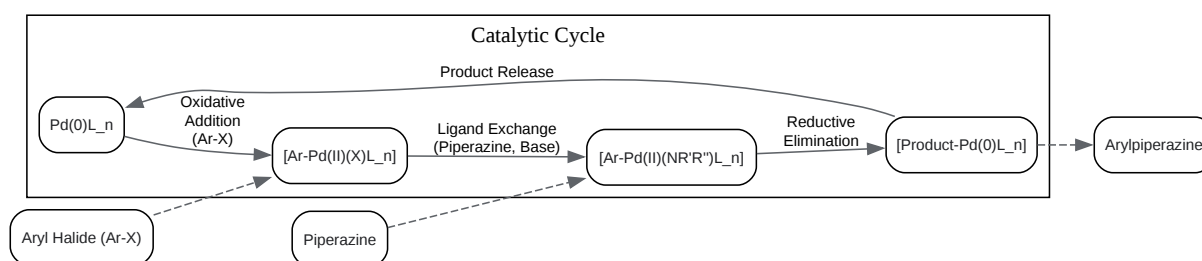 Catalytic Cycle
Product Release
Pd(0)L_n
Oxidative
Addition
(Ar-X)
[Ar-Pd(II)(X)L_n]
Ligand Exchange
(Piperazine, Base)
[Ar-Pd(II)(NR'R")L_n]
Reductive
Elimination
[Product-Pd(0)L_n]
Arylpiperazine
Aryl Halide (Ar-X)
Piperazine